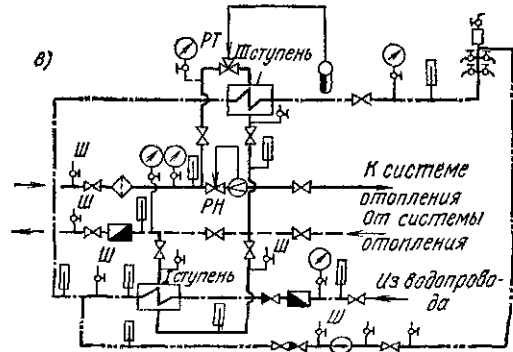 в)
РТ
II ступень
Ш
К системе
отопления
РН
Ш
От системы
отопления
Ш
Ш
I ступень
Из водопрово-
да
Ш